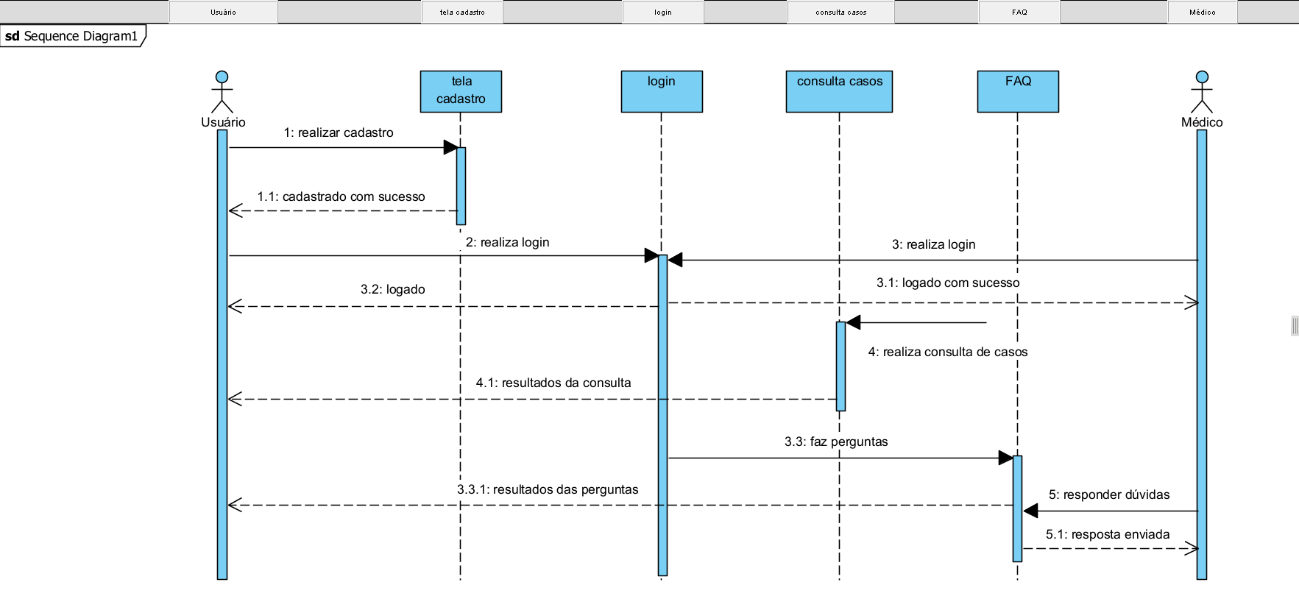 Usuário
tela cadastro
login
consulta casos
FAQ
Médico
sd Sequence Diagram1
tela
cadastro
login
consulta casos
FAQ
Usuário
Médico
1: realizar cadastro
1.1: cadastrado com sucesso
2: realiza login
3: realiza login
3.1: logado com sucesso
3.2: logado
4: realiza consulta de casos
4.1: resultados da consulta
3.3: faz perguntas
3.3.1: resultados das perguntas
5: responder dúvidas
5.1: resposta enviada